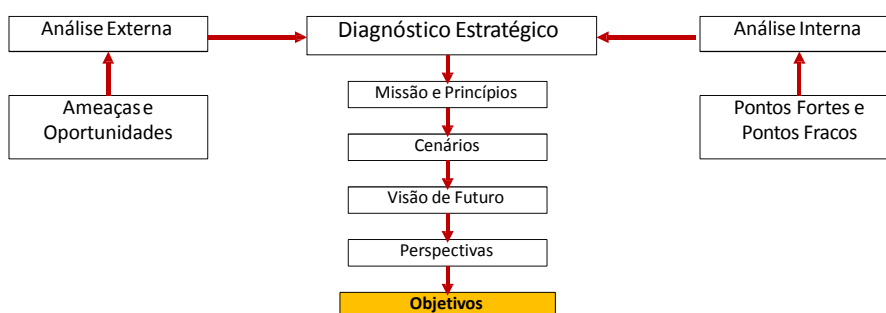 Análise Externa
Diagnóstico Estratégico
Análise Interna
Ameaças e
Oportunidades
Missão e Princípios
Pontos Fortes e
Pontos Fracos
Cenários
Visão de Futuro
Perspectivas
Objetivos